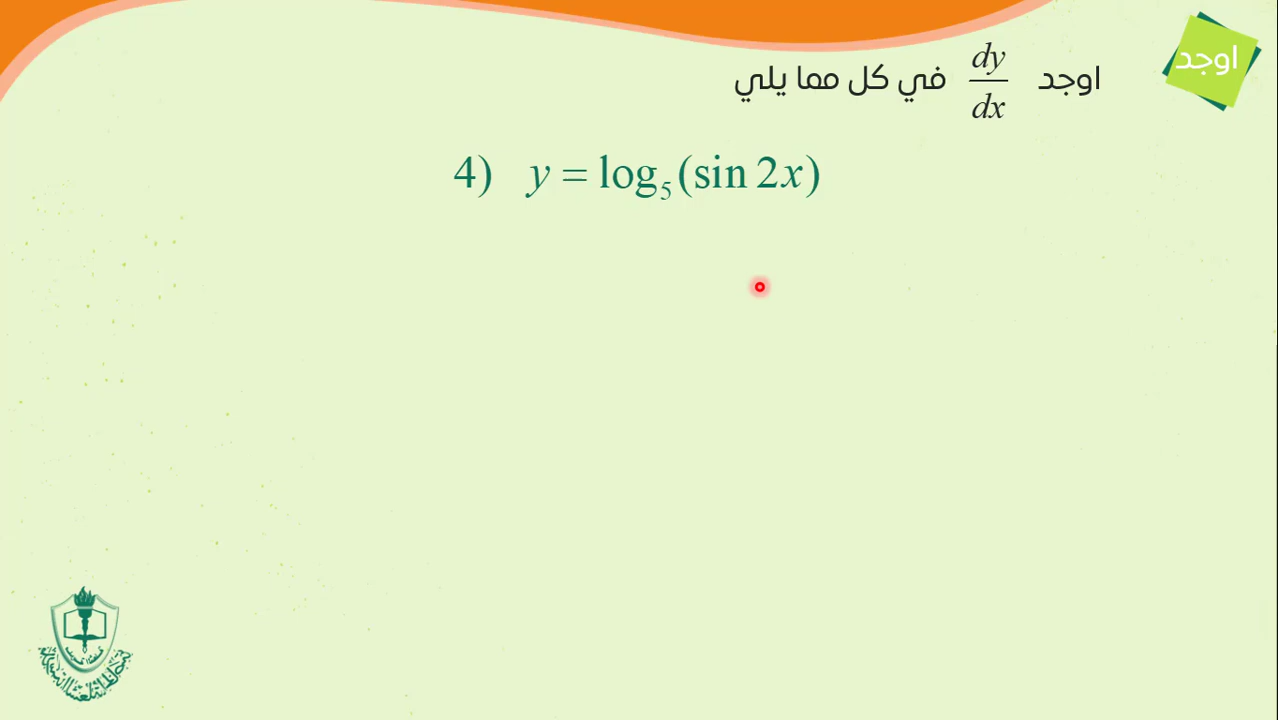 اوجد
اوجد dy/dx في كل مما يلي
4) y = log₅(sin 2x)